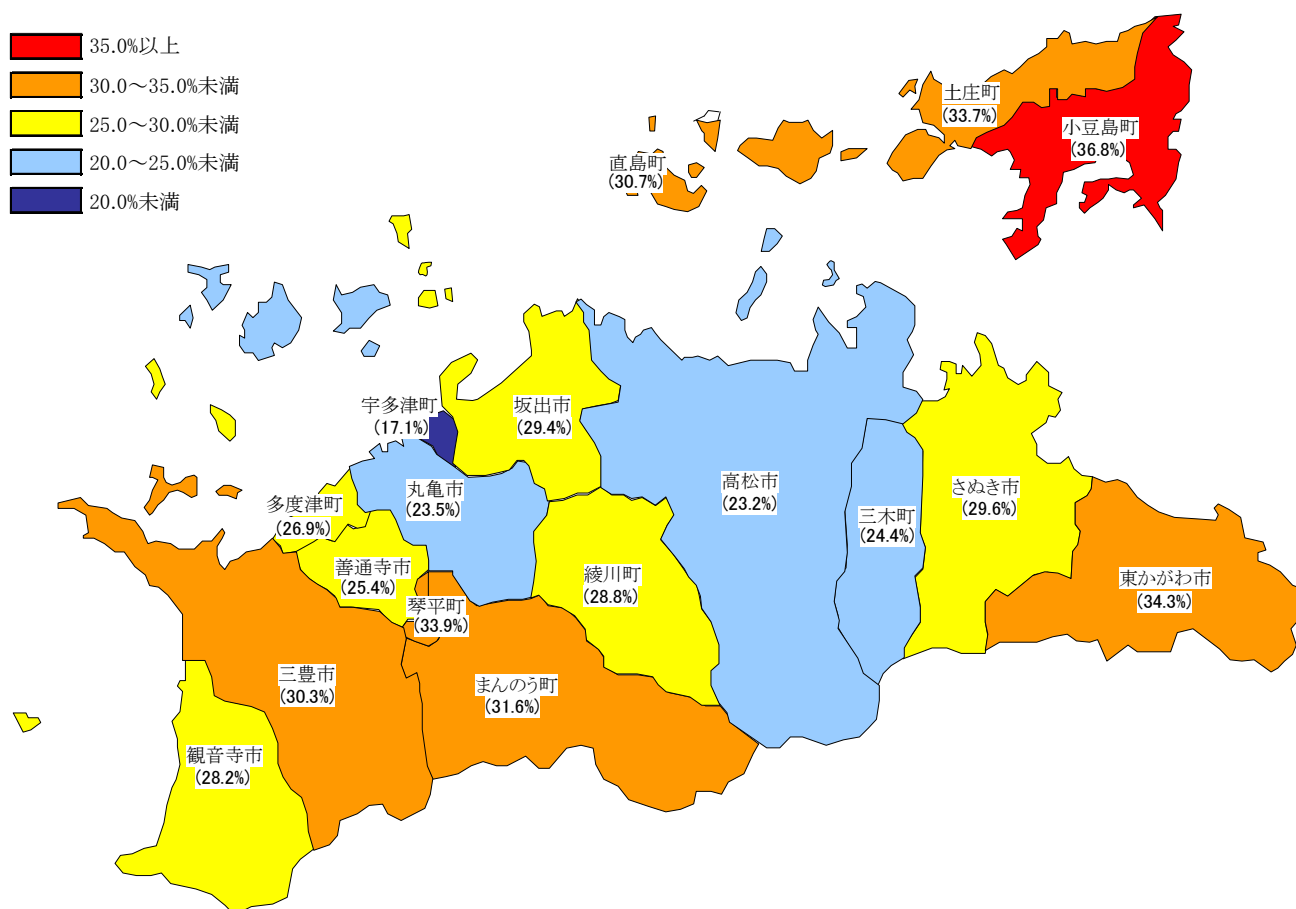 35.0%以上
30.0～35.0%未満
25.0～30.0%未満
20.0～25.0%未満
20.0%未満
土庄町
(33.7%)
小豆島町
(36.8%)
直島町
(30.7%)
宇多津町
(17.1%)
坂出市
(29.4%)
丸亀市
(23.5%)
高松市
(23.2%)
三木町
(24.4%)
さぬき市
(29.6%)
多度津町
(26.9%)
善通寺市
(25.4%)
綾川町
(28.8%)
東かがわ市
(34.3%)
琴平町
(33.9%)
三豊市
(30.3%)
まんのう町
(31.6%)
観音寺市
(28.2%)